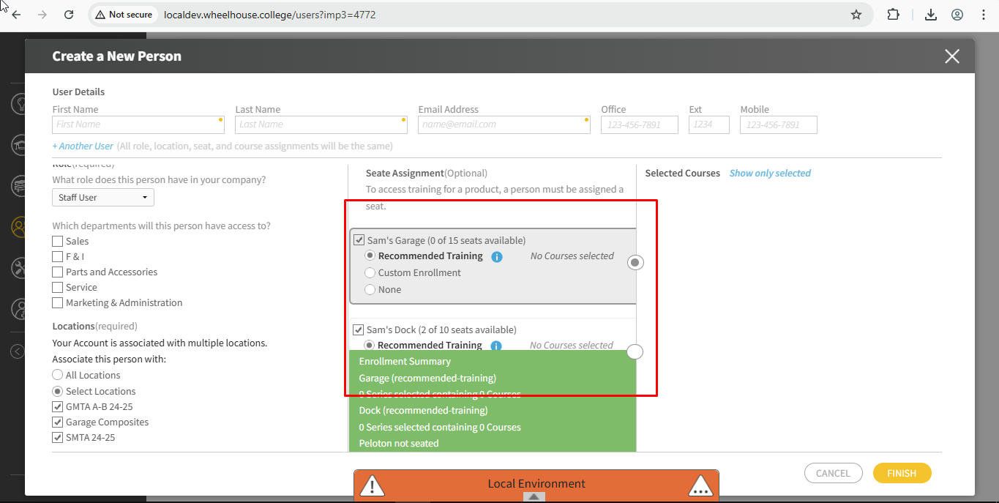 Not secure
localdev.wheelhouse.college/users?imp3=4772
Create a New Person
User Details
First Name
Last Name
Email Address
Office
Ext
Mobile
First Name
Last Name
name@email.com
123-456-7891
1234
123-456-7891
+ Another User (All role, location, seat, and course assignments will be the same)
Role(required)
What role does this person have in your company?
Staff User
Which departments will this person have access to?
Sales
F & I
Parts and Accessories
Service
Marketing & Administration
Locations(required)
Your Account is associated with multiple locations.
Associate this person with:
All Locations
Select Locations
GMTA A-B 24-25
Garage Composites
SMTA 24-25
Seate Assignment(Optional)
To access training for a product, a person must be assigned a
seat.
Sam's Garage (0 of 15 seats available)
Recommended Training
No Courses selected
Custom Enrollment
None
Sam's Dock (2 of 10 seats available)
Recommended Training
No Courses selected
Enrollment Summary
Garage (recommended-training)
0 Series selected containing 0 Courses
Dock (recommended-training)
0 Series selected containing 0 Courses
Peloton not seated
Selected Courses
Show only selected
CANCEL
FINISH
Local Environment